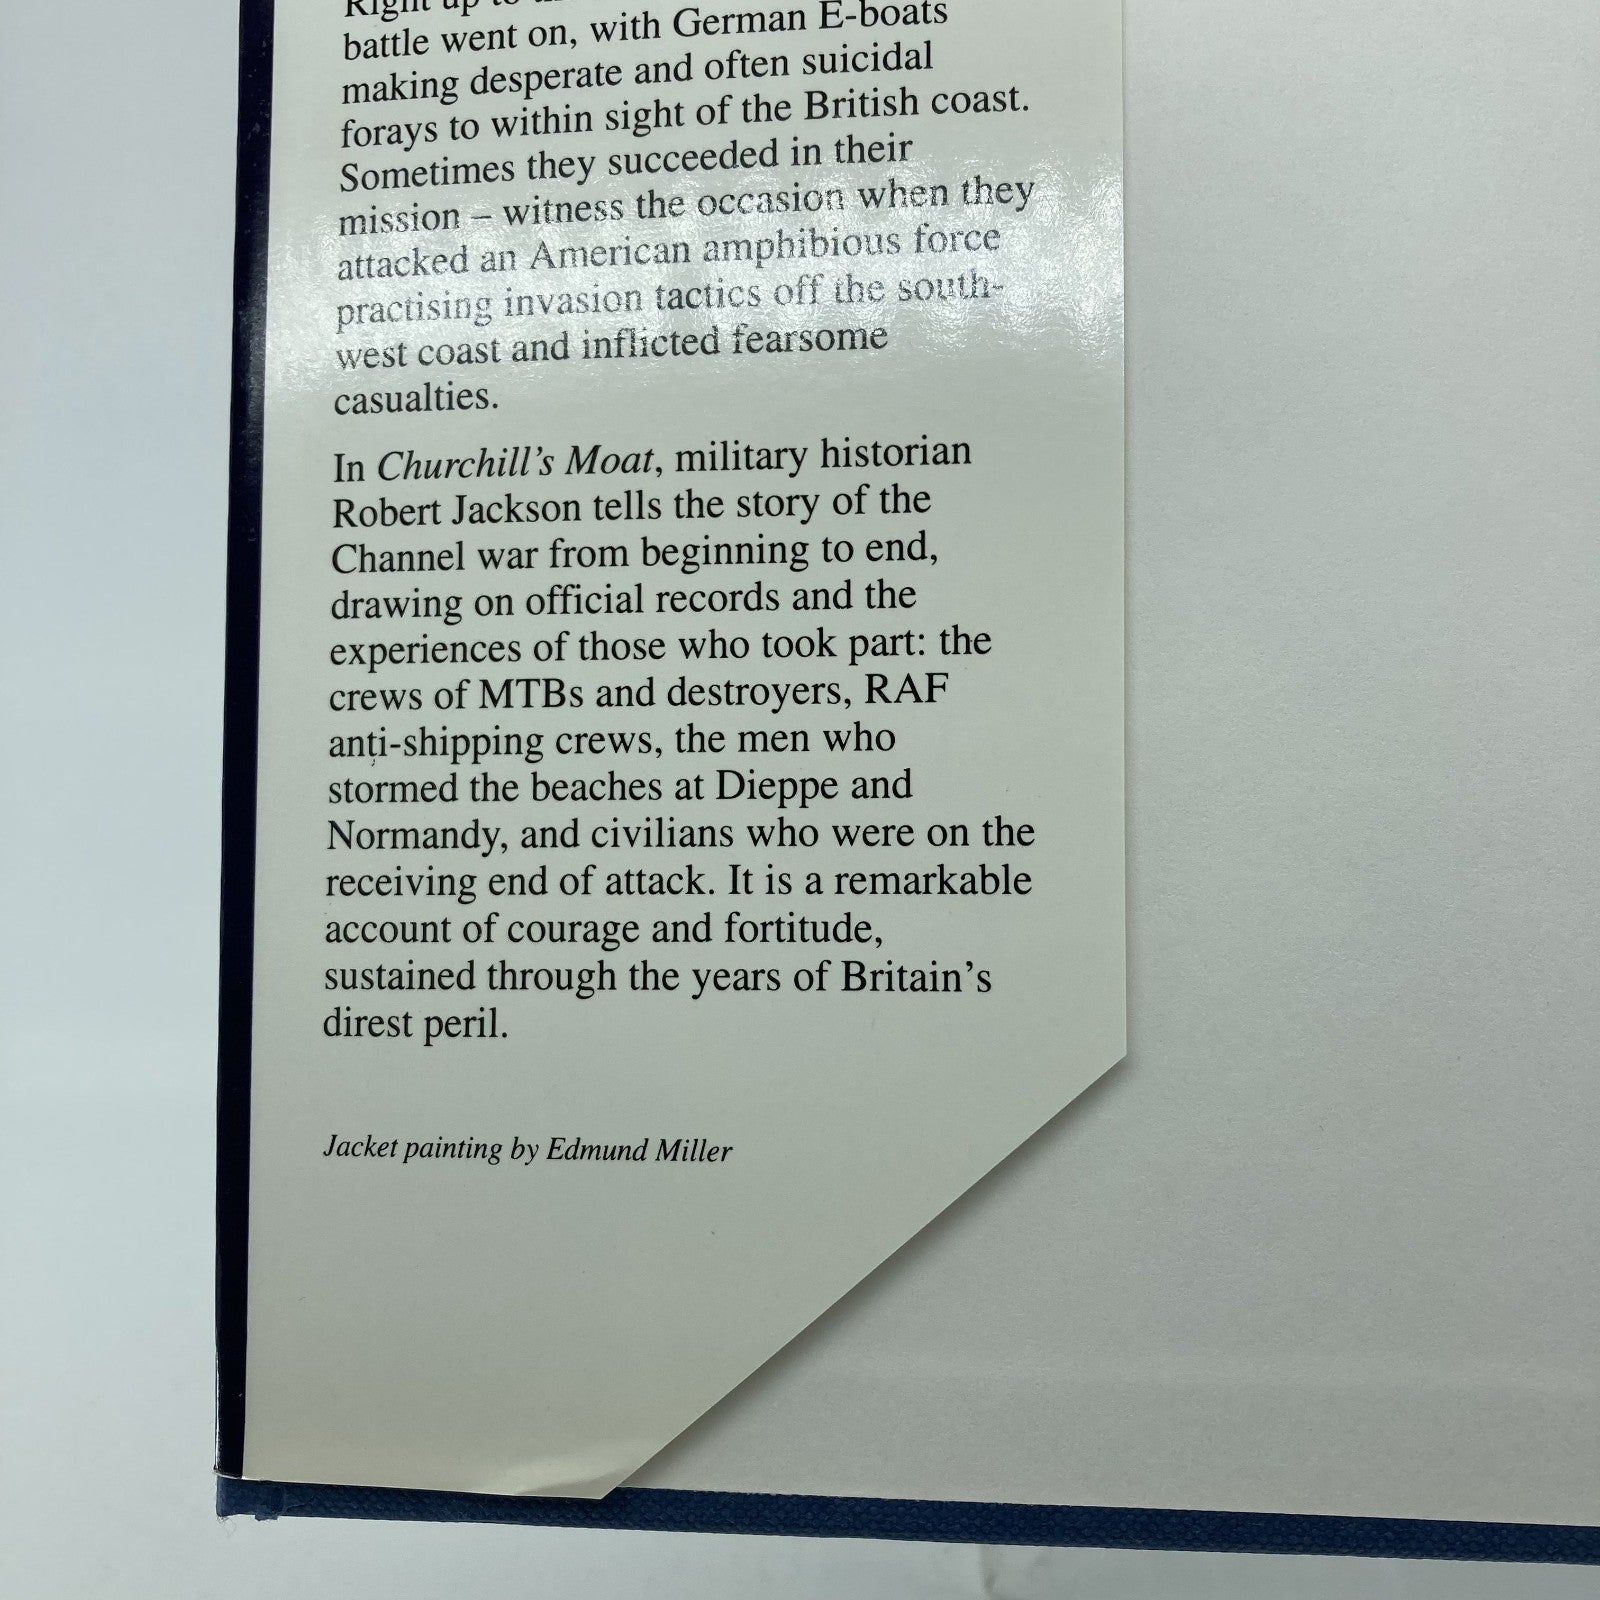 Right up to
battle went on, with German E-boats
making desperate and often suicidal
forays to within sight of the British coast.
Sometimes they succeeded in their
mission – witness the occasion when they
attacked an American amphibious force
practising invasion tactics off the south-
west coast and inflicted fearsome
casualties.
In Churchill's Moat, military historian
Robert Jackson tells the story of the
Channel war from beginning to end,
drawing on official records and the
experiences of those who took part: the
crews of MTBs and destroyers, RAF
anti-shipping crews, the men who
stormed the beaches at Dieppe and
Normandy, and civilians who were on the
receiving end of attack. It is a remarkable
account of courage and fortitude,
sustained through the years of Britain's
direst peril.
Jacket painting by Edmund Miller